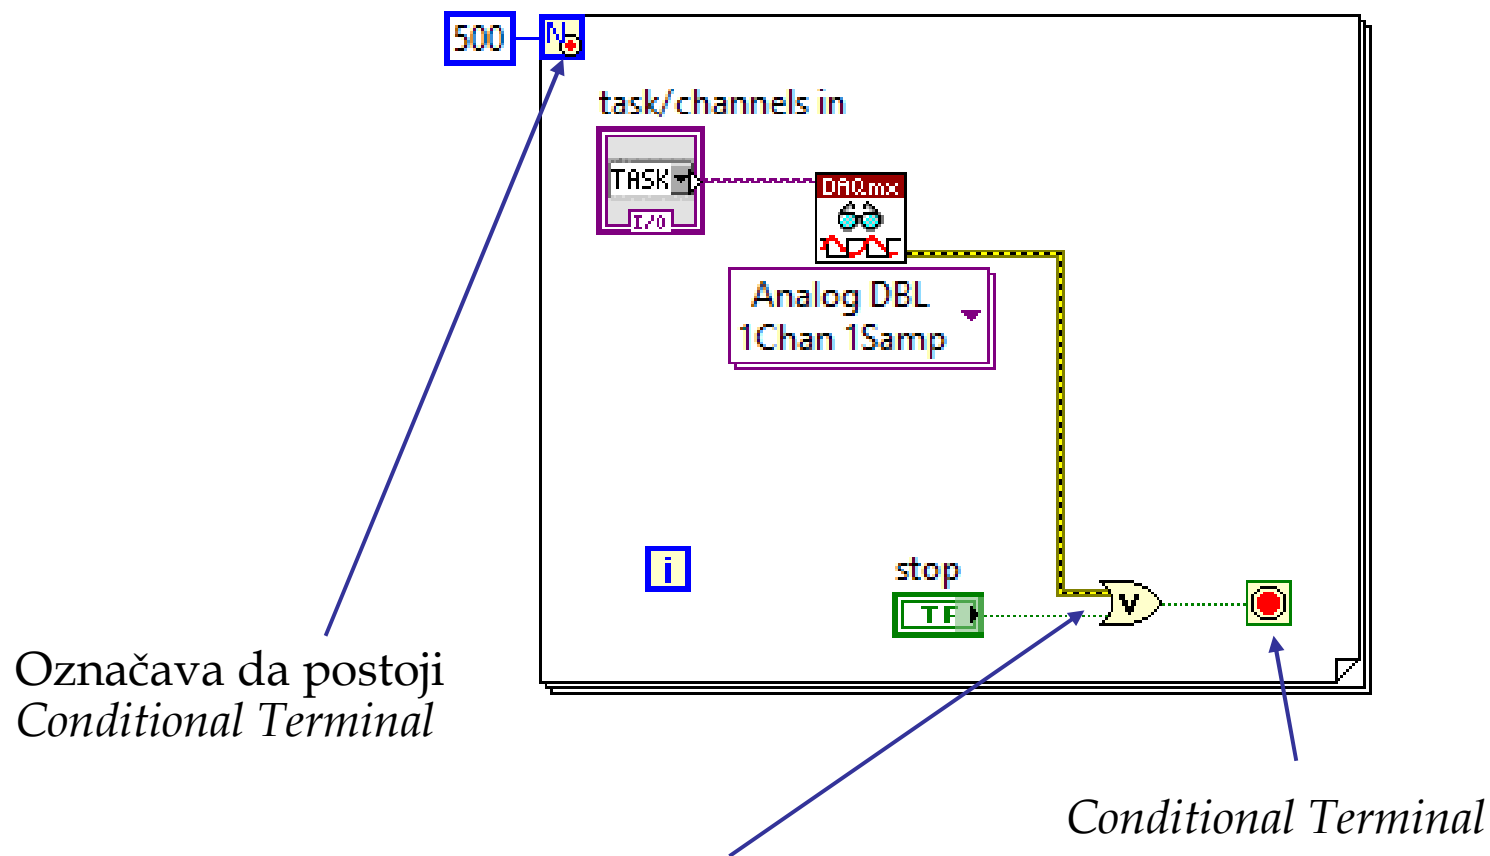 500
N
task/channels in
TASK
I/O
DAQmx
Analog DBL
1Chan 1Samp
i
stop
TF
V
Označava da postoji
Conditional Terminal
Conditional Terminal